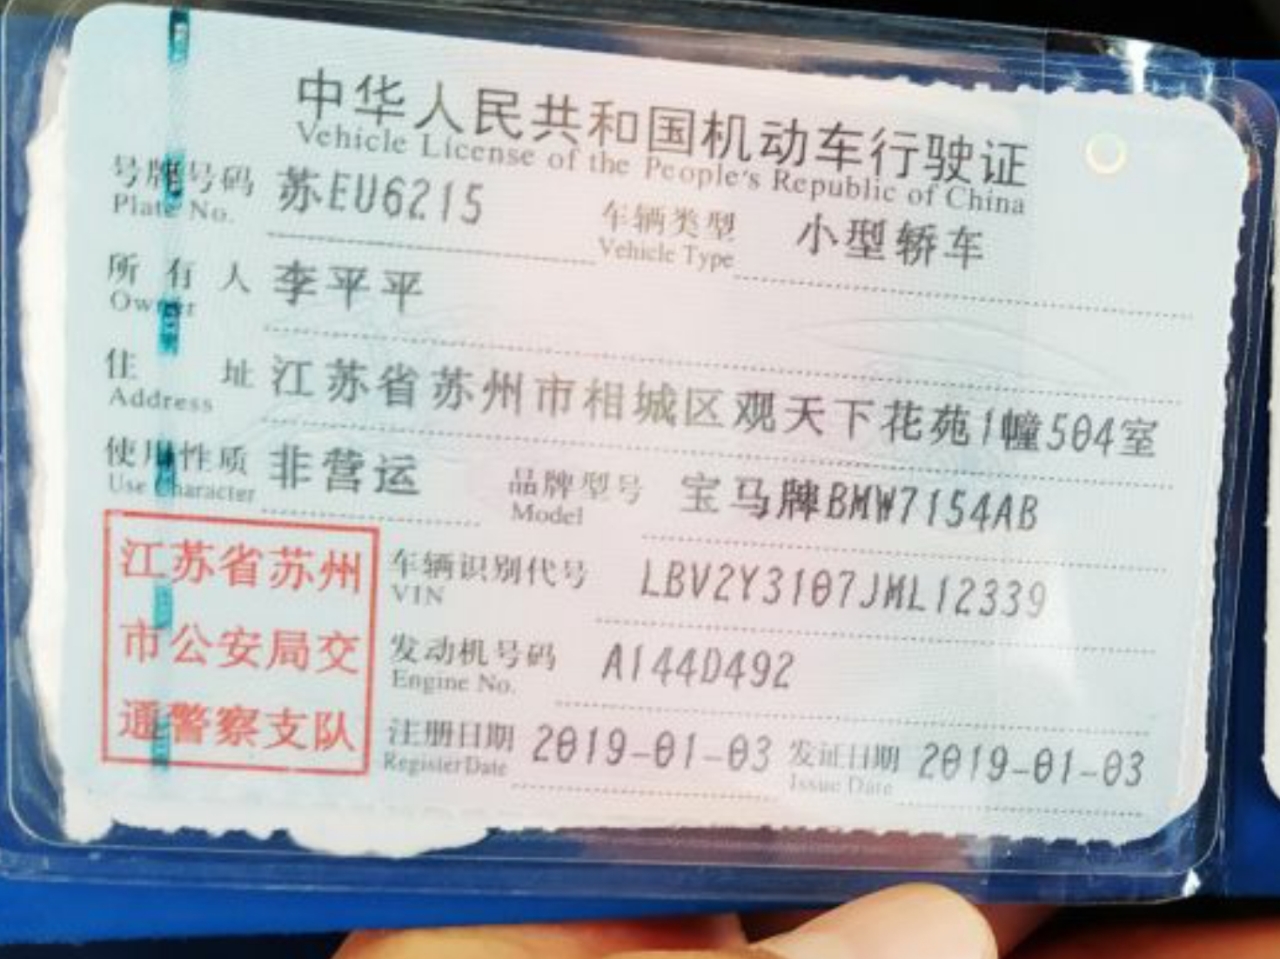 中华人民共和国机动车行驶证
Vehicle License of the People's Republic of China
号牌号码 苏EU6215 车辆类型 小型轿车
Plate No. Vehicle Type
所有人 李平平
Owner
住址 江苏省苏州市相城区观天下花苑1幢504室
Address
使用性质 非营运 品牌型号 宝马牌BMW7154AB
Use Character Model
江苏省苏州
市公安局交
通警察支队
车辆识别代号 LBV2Y3107JML12339
VIN
发动机号码 A144D492
Engine No.
注册日期 2019-01-03 发证日期 2019-01-03
Register Date Issue Date